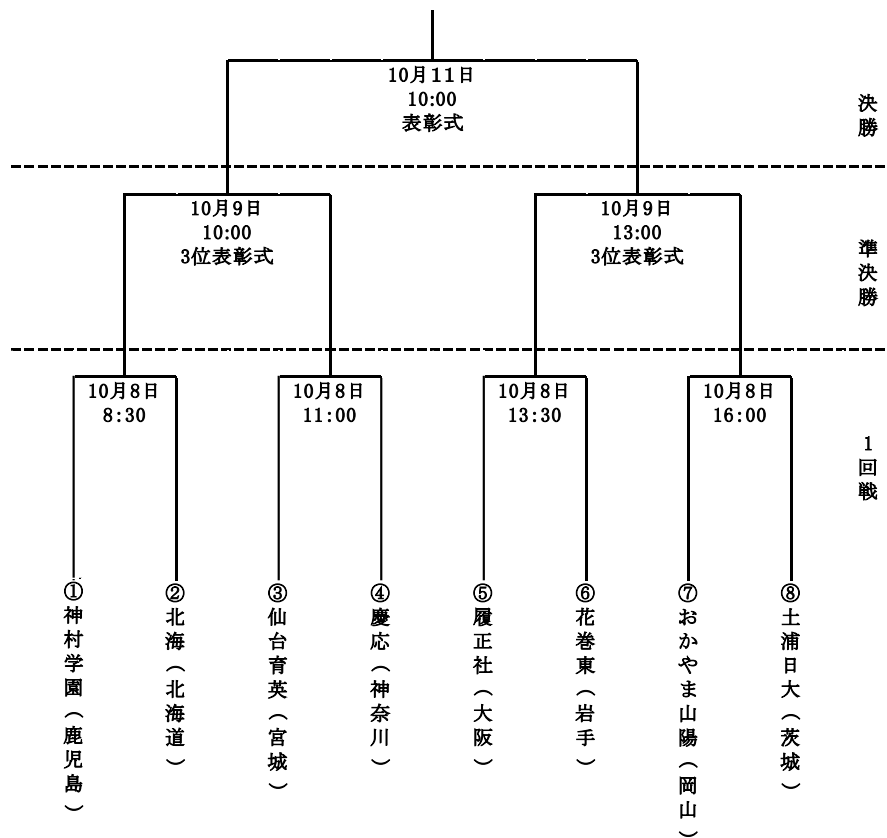 10月11日
10:00
表彰式
決勝
10月9日
10:00
3位表彰式
10月9日
13:00
3位表彰式
準決勝
10月8日
8:30
10月8日
11:00
10月8日
13:30
10月8日
16:00
1回戦
①神村学園(鹿児島)
②北海(北海道)
③仙台育英(宮城)
④慶応(神奈川)
⑤履正社(大阪)
⑥花巻東(岩手)
⑦おかやま山陽(岡山)
⑧土浦日大(茨城)